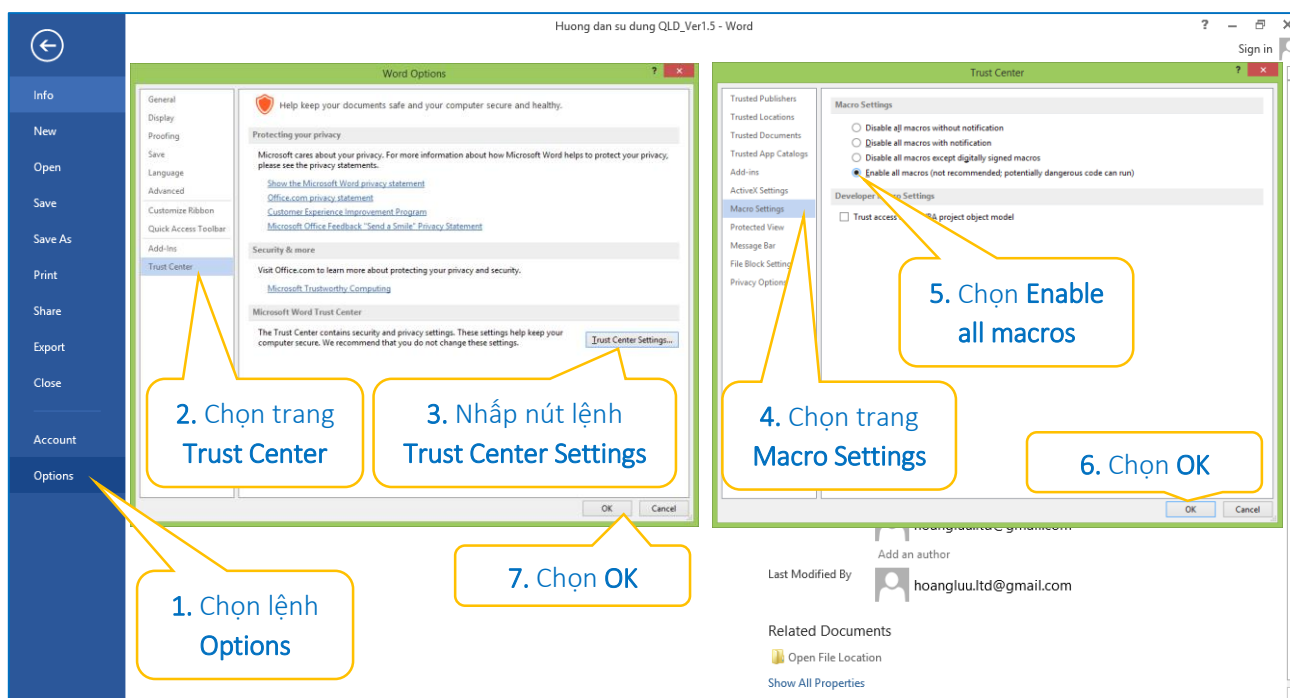 Huong dan su dung QLD_Ver1.5 - Word
Sign in
Info
New
Open
Save
Save As
Print
Share
Export
Close
Account
Options
Word Options
General
Display
Proofing
Save
Language
Advanced
Customize Ribbon
Quick Access Toolbar
Add-Ins
Trust Center
Help keep your documents safe and your computer secure and healthy.
Protecting your privacy
Microsoft cares about your privacy. For more information about how Microsoft Word helps to protect your privacy,
please see the privacy statements.
Show the Microsoft Word privacy statement
Office.com privacy statement
Customer Experience Improvement Program
Microsoft Office Feedback "Send a Smile" Privacy Statement
Security & more
Visit Office.com to learn more about protecting your privacy and security.
Microsoft Trustworthy Computing
Microsoft Word Trust Center
The Trust Center contains security and privacy settings. These settings help keep your
computer secure. We recommend that you do not change these settings.
Trust Center Settings...
OK
Cancel
Trust Center
Trusted Publishers
Trusted Locations
Trusted Documents
Trusted App Catalogs
Add-ins
ActiveX Settings
Macro Settings
Protected View
Message Bar
File Block Setting
Privacy Options
Macro Settings
Disable all macros without notification
Disable all macros with notification
Disable all macros except digitally signed macros
Enable all macros (not recommended; potentially dangerous code can run)
Developer Macro Settings
Trust access project object model
OK
Cancel
1. Chọn lệnh
Options
2. Chọn trang
Trust Center
3. Nhấp nút lệnh
Trust Center Settings
4. Chọn trang
Macro Settings
5. Chọn Enable
all macros
6. Chọn OK
7. Chọn OK
Add an author
Last Modified By
hoangluu.ltd@gmail.com
Related Documents
Open File Location
Show All Properties